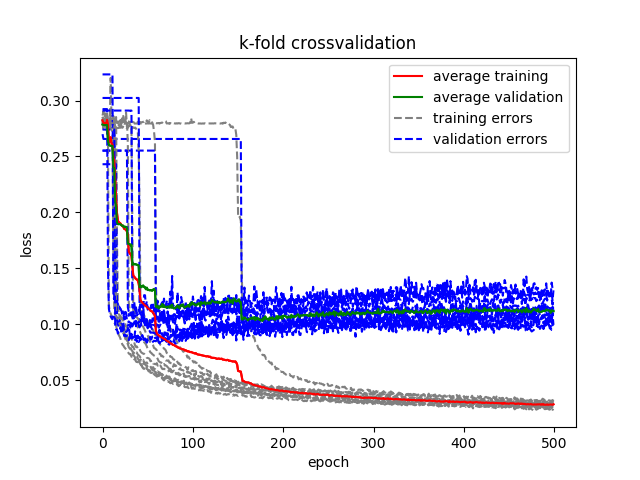 k-fold crossvalidation
average training
average validation
training errors
validation errors
loss
0.30
0.25
0.20
0.15
0.10
0.05
0 100 200 300 400 500
epoch